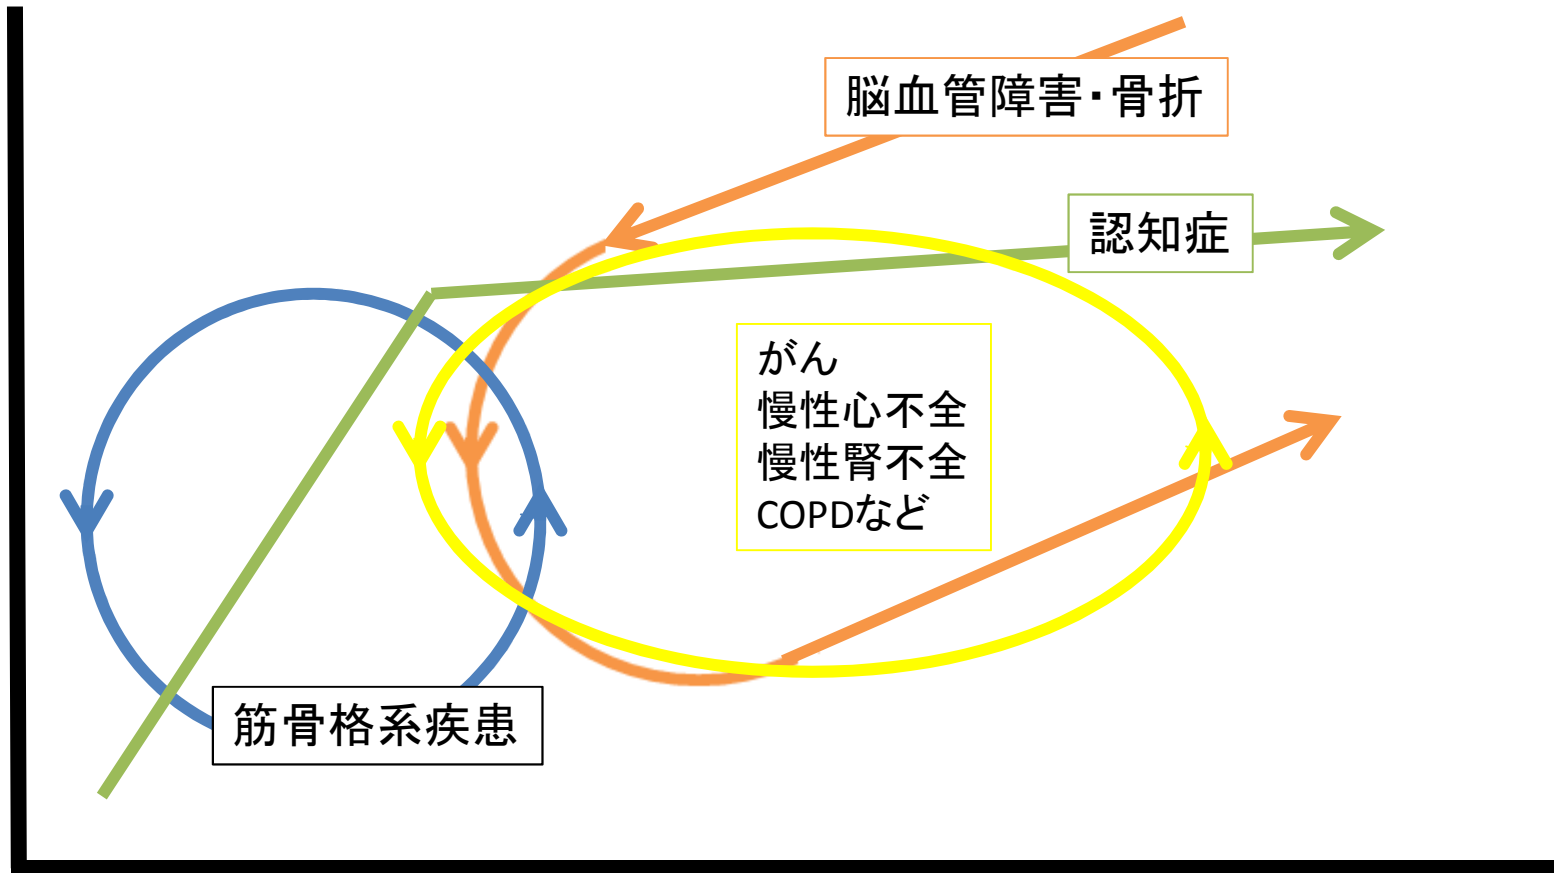 脳血管障害・骨折
認知症
がん
慢性心不全
慢性腎不全
COPDなど
筋骨格系疾患